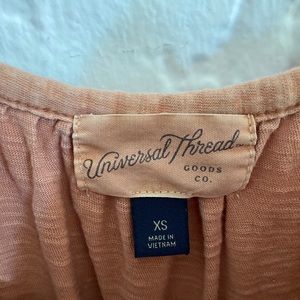 Universal Thread
GOODS
CO.
XS
MADE IN
VIETNAM